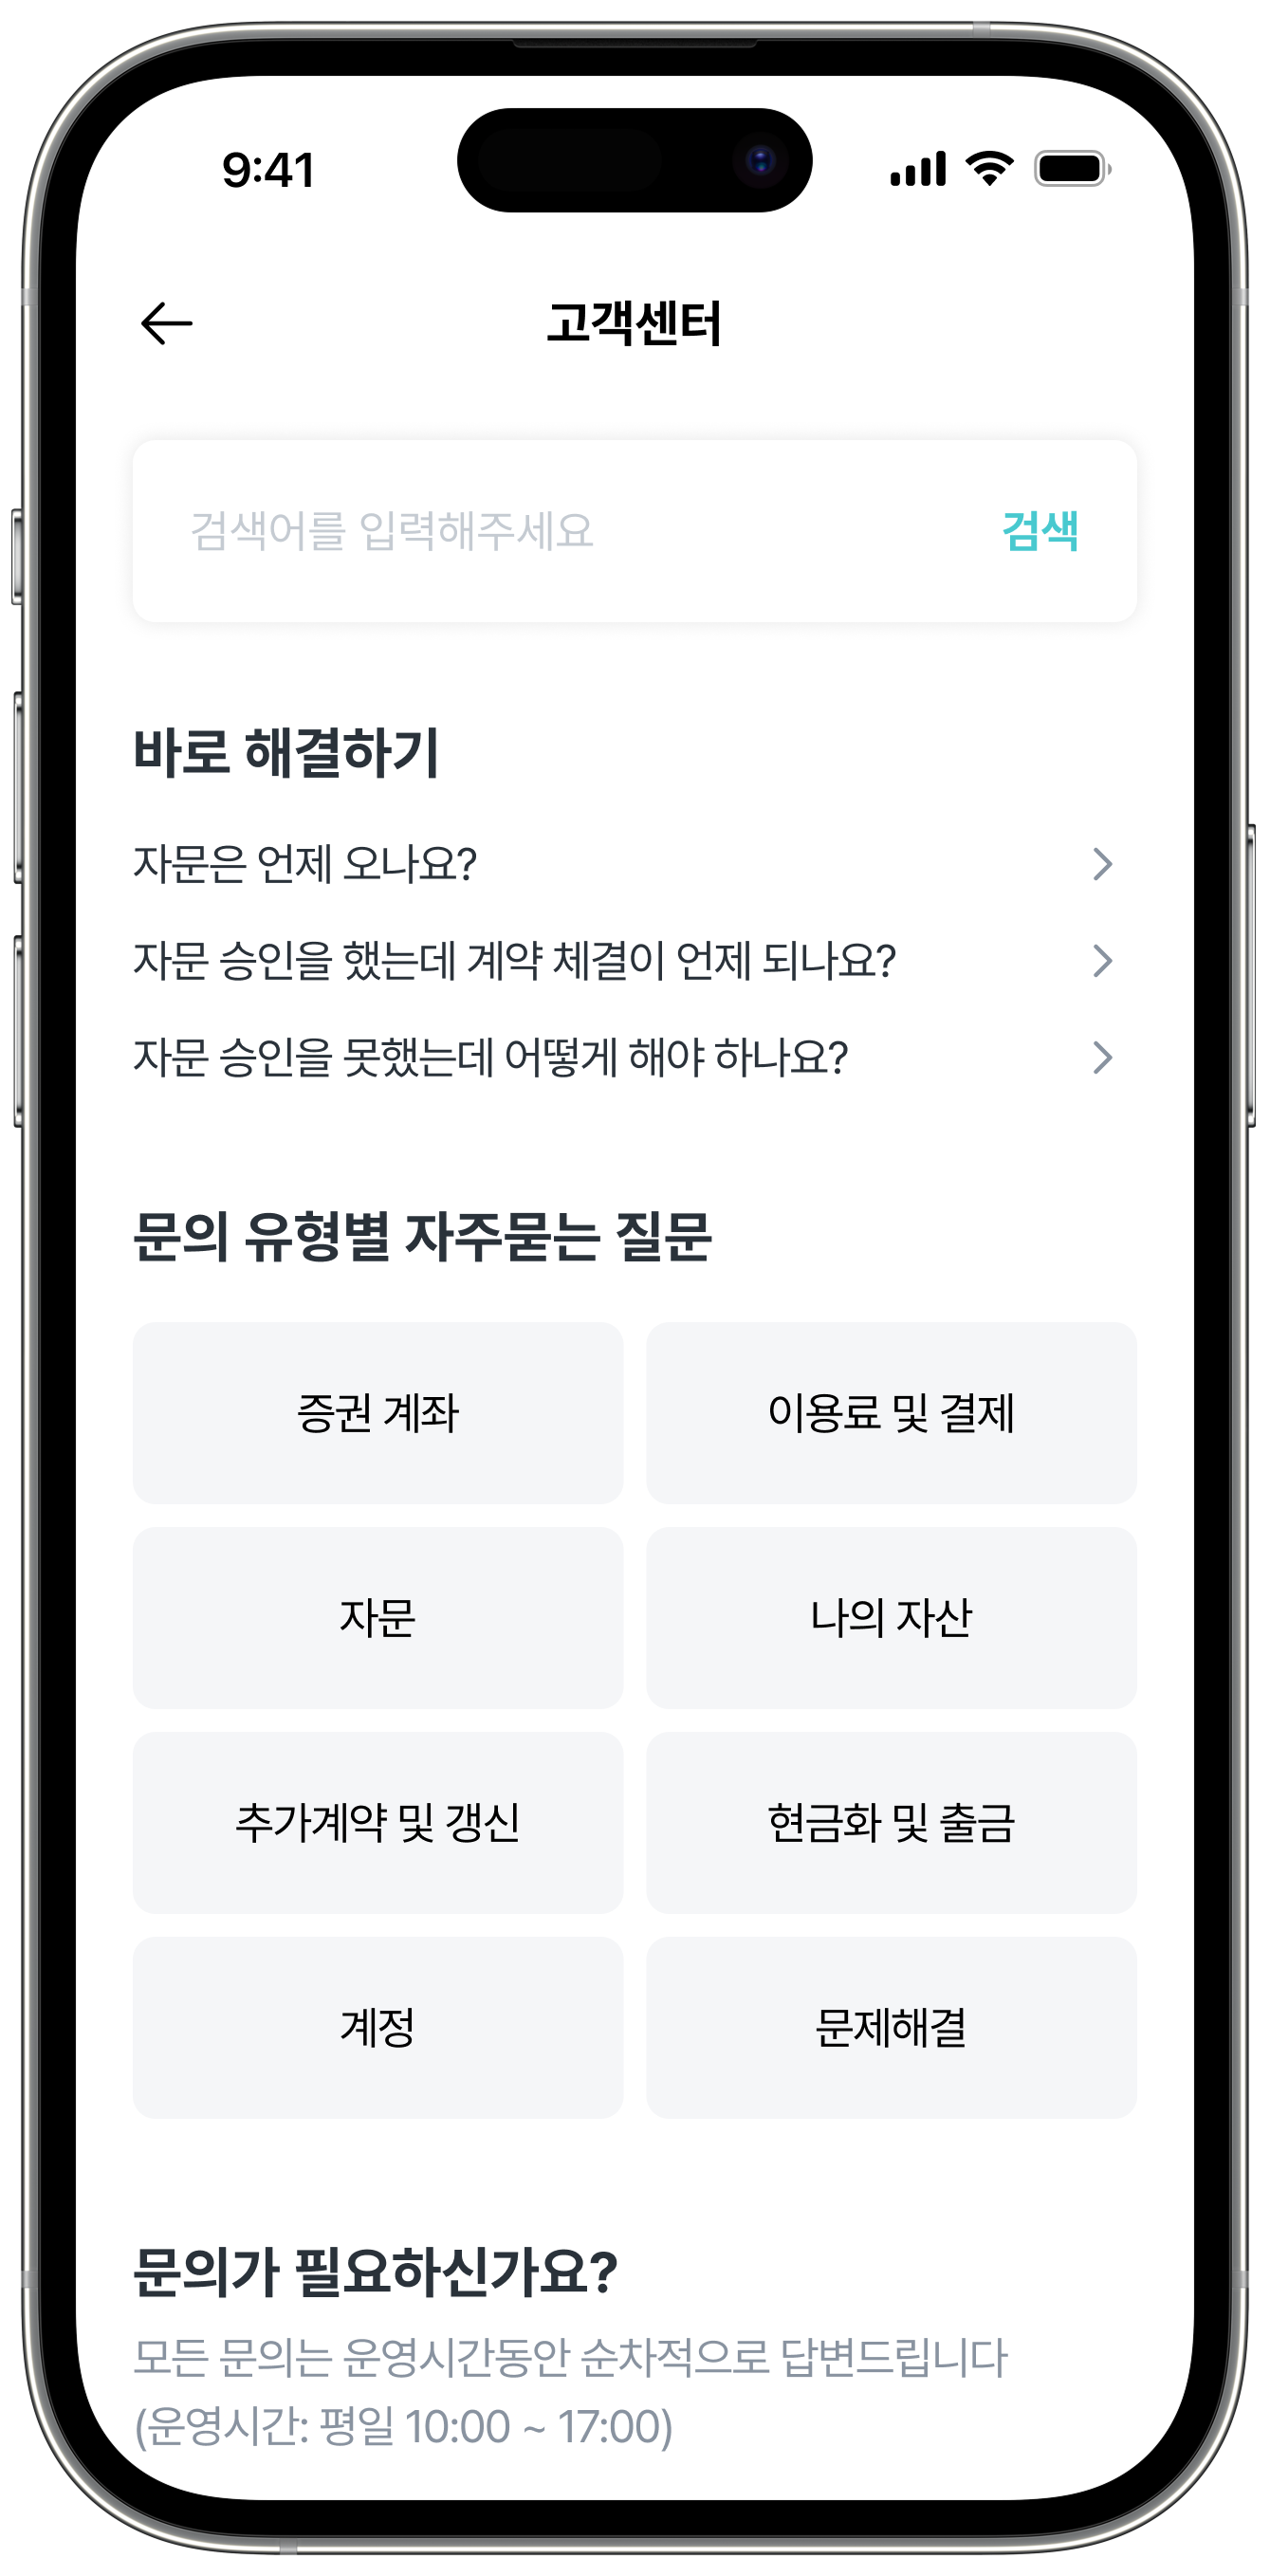 9:41
고객센터
검색어를 입력해주세요 검색
바로 해결하기
자문은 언제 오나요?
자문 승인을 했는데 계약 체결이 언제 되나요?
자문 승인을 못했는데 어떻게 해야 하나요?
문의 유형별 자주묻는 질문
증권 계좌 이용료 및 결제
자문 나의 자산
추가계약 및 갱신 현금화 및 출금
계정 문제해결
문의가 필요하신가요?
모든 문의는 운영시간동안 순차적으로 답변드립니다
(운영시간: 평일 10:00 ~ 17:00)